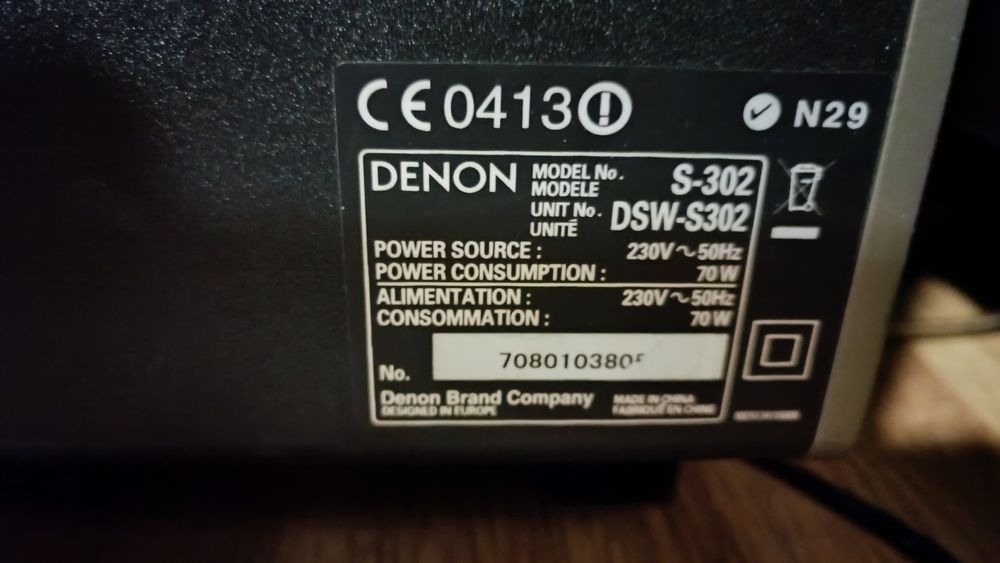 CE 0413
N29
DENON MODEL No. S-302
MODELE
UNIT No. DSW-S302
UNITÉ
POWER SOURCE : 230V ~ 50Hz
POWER CONSUMPTION : 70 W
ALIMENTATION : 230V ~ 50Hz
CONSOMMATION : 70 W
No.
Denon Brand Company MADE IN CHINA
DESIGNED IN EUROPE FABRIQUE EN CHINE